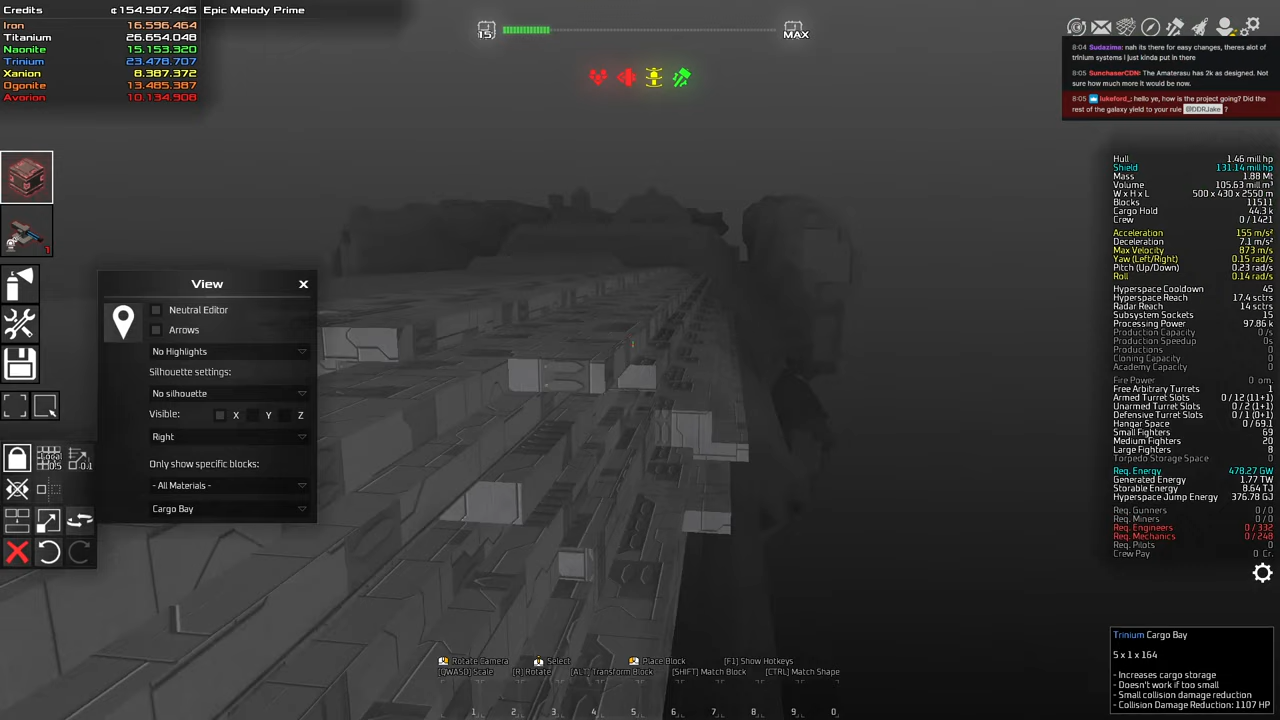 Credits ¢154,907.445 Epic Melody Prime
Iron 16.596.464
Titanium 26.654.048
Naonite 15.153.320
Trinium 23.478.707
Xanion 8.387.372
Ogonite 13.485.387
Avorion 10.134.908
15
MAX
8:04 Sudazima: nah its there for easy changes, theres alot of
trinium systems I just kinda put in there
8:05 SunchaserCDN: The Amaterasu has 2k as designed. Not
sure how much more it would be now.
8:05 lukeford_: hello ye, how is the project going? Did the
rest of the galaxy yield to your rule @DDRJake ?
Hull 1.46 mill hp
Shield 131.14 mill hp
Mass 1.88 Mt
Volume 105.63 mill m³
W x H x L 500 x 430 x 2550 m
Blocks 11511
Cargo Hold 44.3 k
Crew 0 / 1421
Acceleration 155 m/s²
Deceleration 7.1 m/s²
Max Velocity 873 m/s
Yaw (Left/Right) 0.15 rad/s
Pitch (Up/Down) 0.23 rad/s
Roll 0.14 rad/s
Hyperspace Cooldown 45
Hyperspace Reach 17.4 sctrs
Radar Reach 14 sctrs
Subsystem Sockets 15
Processing Power 97.86 k
Production Capacity 0 /s
Production Speedup 0s
Productions 0
Cloning Capacity 0
Academy Capacity 0
Fire Power 0 om.
Free Arbitrary Turrets 1
Armed Turret Slots 0 / 12 (11+1)
Unarmed Turret Slots 0 / 2 (1+1)
Defensive Turret Slots 0 / 1 (0+1)
Hangar Space 0 / 69.1
Small Fighters 69
Medium Fighters 20
Large Fighters 8
Torpedo Storage Space 0
Req. Energy 478.27 GW
Generated Energy 1.77 TW
Storable Energy 8.64 TJ
Hyperspace Jump Energy 376.78 GJ
Req. Gunners 0 / 0
Req. Miners 0 / 0
Req. Engineers 0 / 332
Req. Mechanics 0 / 248
Req. Pilots 0
Crew Pay 0 Cr.
1
View
Neutral Editor
Arrows
No Highlights
Silhouette settings:
No silhouette
Visible: X Y Z
Right
Only show specific blocks:
- All Materials -
Cargo Bay
Local
Trinium Cargo Bay
5 x 1 x 164
- Increases cargo storage
- Doesn't work if too small
- Small collision damage reduction
- Collision Damage Reduction: 1107 HP
Rotate Camera Select Place Block [F1] Show Hotkeys
[QWASD] Scale [R] Rotate [ALT] Transform Block [SHIFT] Match Block [CTRL] Match Shape
1 2 3 4 5 6 7 8 9 0